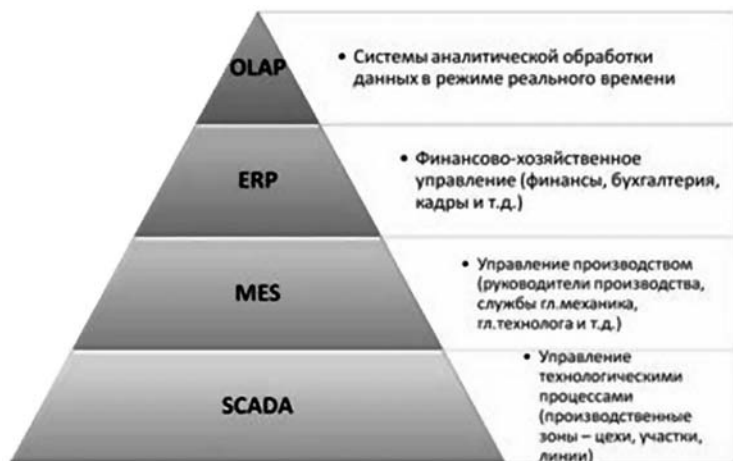 OLAP
• Системы аналитической обработки
данных в режиме реального времени
ERP
• Финансово-хозяйственное
управление (финансы, бухгалтерия,
кадры и т.д.)
MES
• Управление производством
(руководители производства,
службы гл.механика,
гл.технолога и т.д.)
SCADA
• Управление
технологическими
процессами
(производственные
зоны – цехи, участки,
линии)